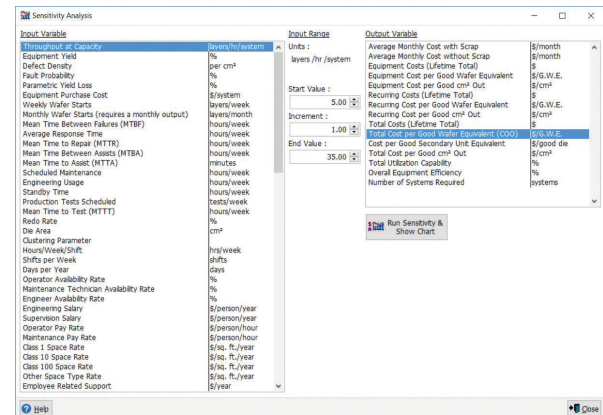 Sensitivity Analysis
Input Variable
Throughput at Capacity layers/hr/system
Equipment Yield %
Defect Density per cm²
Fault Probability %
Parametric Yield Loss %
Equipment Purchase Cost $/system
Weekly Wafer Starts layers/week
Monthly Wafer Starts (requires a monthly output) layers/month
Mean Time Between Failures (MTBF) hours/week
Average Response Time hours/week
Mean Time to Repair (MTTR) hours/week
Mean Time Between Assists (MTBA) hours/week
Mean Time to Assist (MTTA) minutes
Scheduled Maintenance hours/week
Engineering Usage hours/week
Standby Time hours/week
Production Tests Scheduled tests/week
Mean Time to Test (MTTT) hours/week
Redo Rate %
Die Area cm²
Clustering Parameter
Hours/Week/Shift hrs/week
Shifts per Week shifts
Days per Year days
Operator Availability Rate %
Maintenance Technician Availability Rate %
Engineer Availability Rate %
Engineering Salary $/person/year
Supervision Salary $/person/year
Operator Pay Rate $/person/hour
Maintenance Pay Rate $/person/hour
Class 1 Space Rate $/sq. ft./year
Class 10 Space Rate $/sq. ft./year
Class 100 Space Rate $/sq. ft./year
Other Space Type Rate $/sq. ft./year
Employee Related Support $/year
Input Range
Units :
layers /hr /system
Start Value :
5.00
Increment :
1.00
End Value :
35.00
Output Variable
Average Monthly Cost with Scrap $/month
Average Monthly Cost without Scrap $/month
Equipment Costs (Lifetime Total) $
Equipment Cost per Good Wafer Equivalent $/G.W.E.
Equipment Cost per Good cm² Out $/cm²
Recurring Costs (Lifetime Total) $
Recurring Cost per Good Wafer Equivalent $/G.W.E.
Recurring Cost per Good cm² Out $/cm²
Total Costs (Lifetime Total) $
Total Cost per Good Wafer Equivalent (COO) $/G.W.E.
Cost per Good Secondary Unit Equivalent $/good die
Total Cost per Good cm² Out $/cm²
Total Utilization Capability %
Overall Equipment Efficiency %
Number of Systems Required systems
Run Sensitivity &
Show Chart
Help
Close